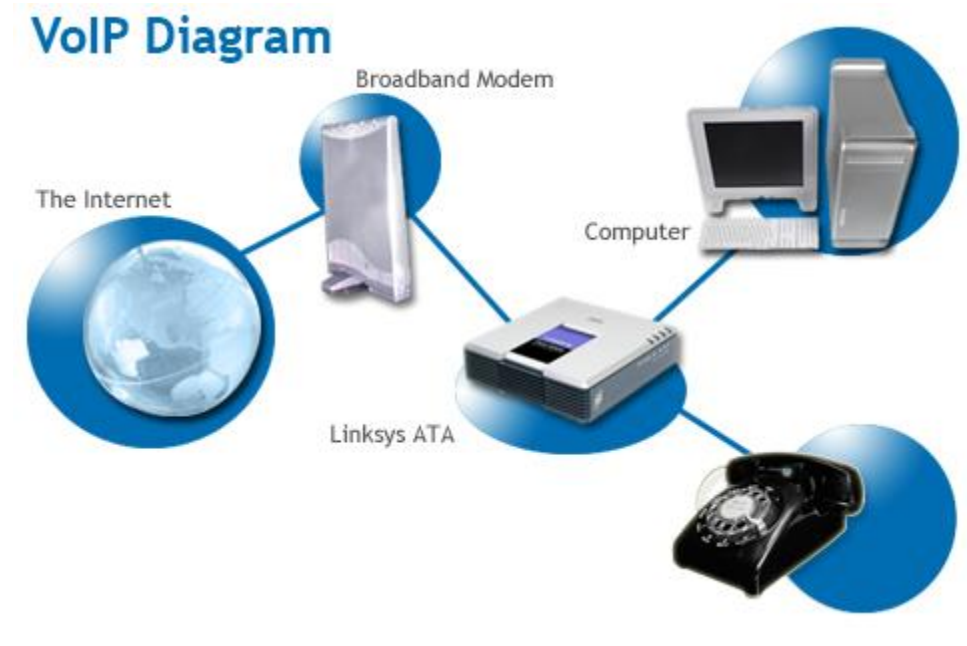 VoIP Diagram
Broadband Modem
The Internet
Computer
Linksys ATA